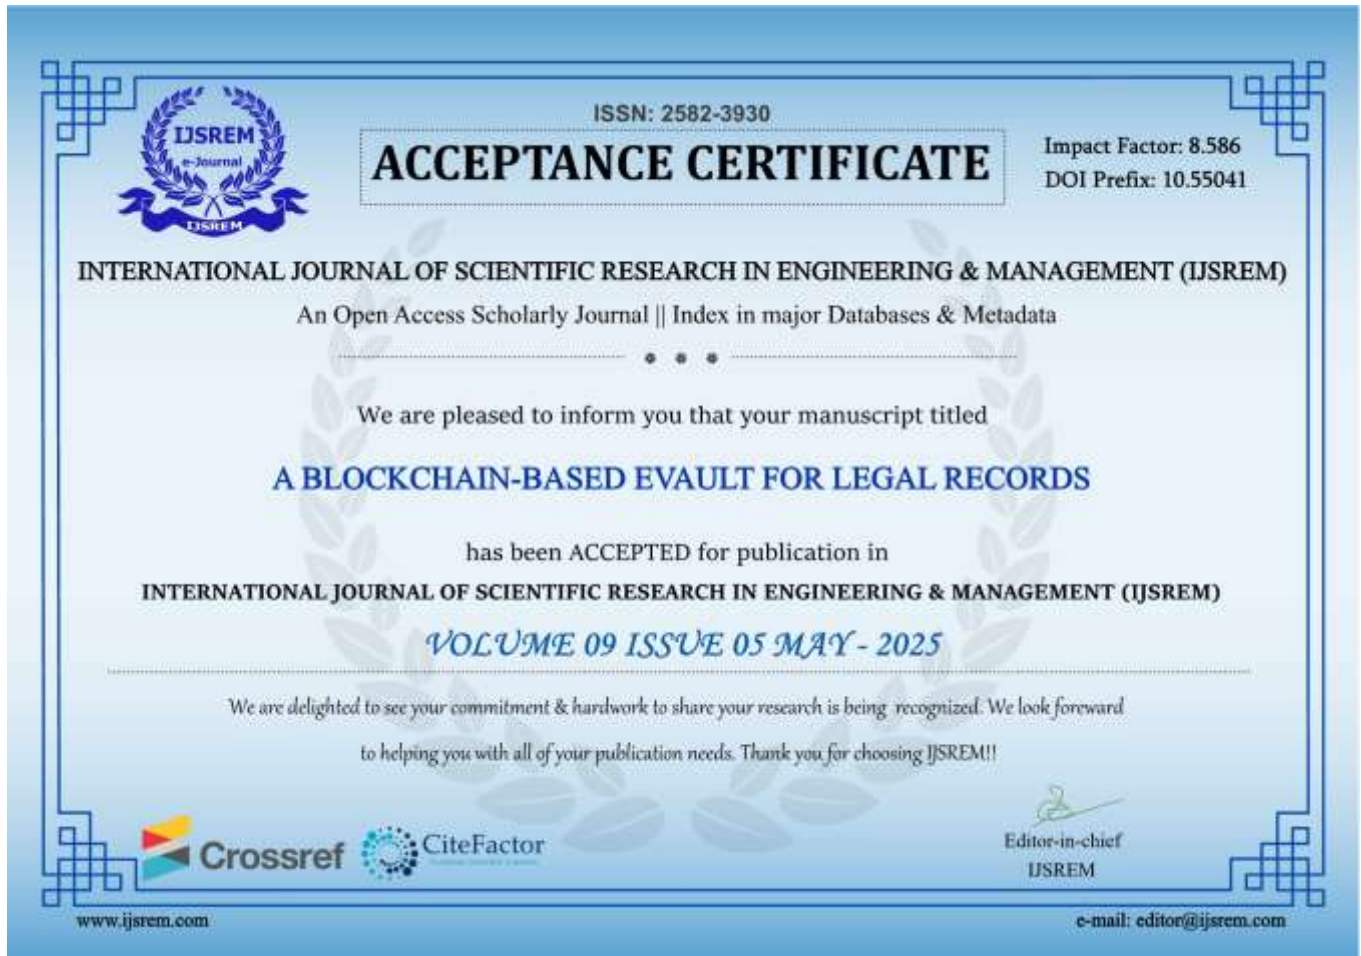 IJSREM
e-Journal
IJSREM
ISSN: 2582-3930
ACCEPTANCE CERTIFICATE
Impact Factor: 8.586
DOI Prefix: 10.55041
INTERNATIONAL JOURNAL OF SCIENTIFIC RESEARCH IN ENGINEERING & MANAGEMENT (IJSREM)
An Open Access Scholarly Journal || Index in major Databases & Metadata
We are pleased to inform you that your manuscript titled
A BLOCKCHAIN-BASED EVAULT FOR LEGAL RECORDS
has been ACCEPTED for publication in
INTERNATIONAL JOURNAL OF SCIENTIFIC RESEARCH IN ENGINEERING & MANAGEMENT (IJSREM)
VOLUME 09 ISSUE 05 MAY - 2025
We are delighted to see your commitment & hardwork to share your research is being recognized. We look foreward
to helping you with all of your publication needs. Thank you for choosing IJSREM!!
Crossref
CiteFactor
Editor-in-chief
IJSREM
www.ijsrem.com
e-mail: editor@ijsrem.com